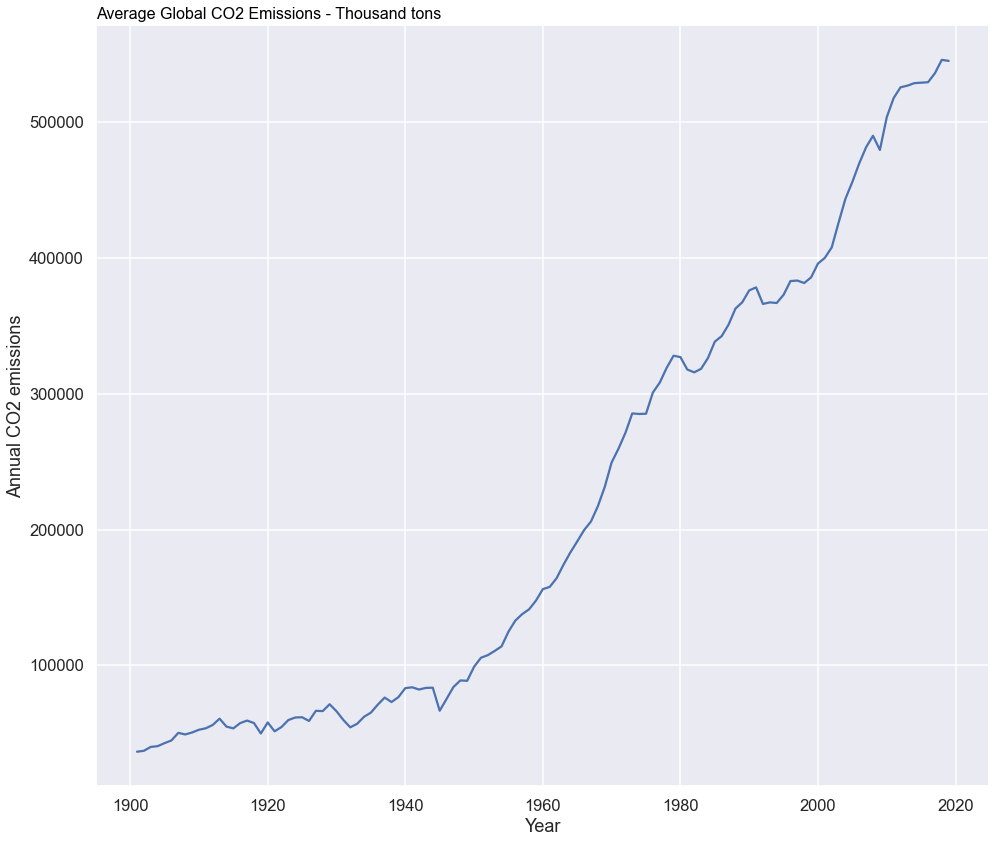 Average Global CO2 Emissions - Thousand tons
Annual CO2 emissions
500000
400000
300000
200000
100000
1900 1920 1940 1960 1980 2000 2020
Year